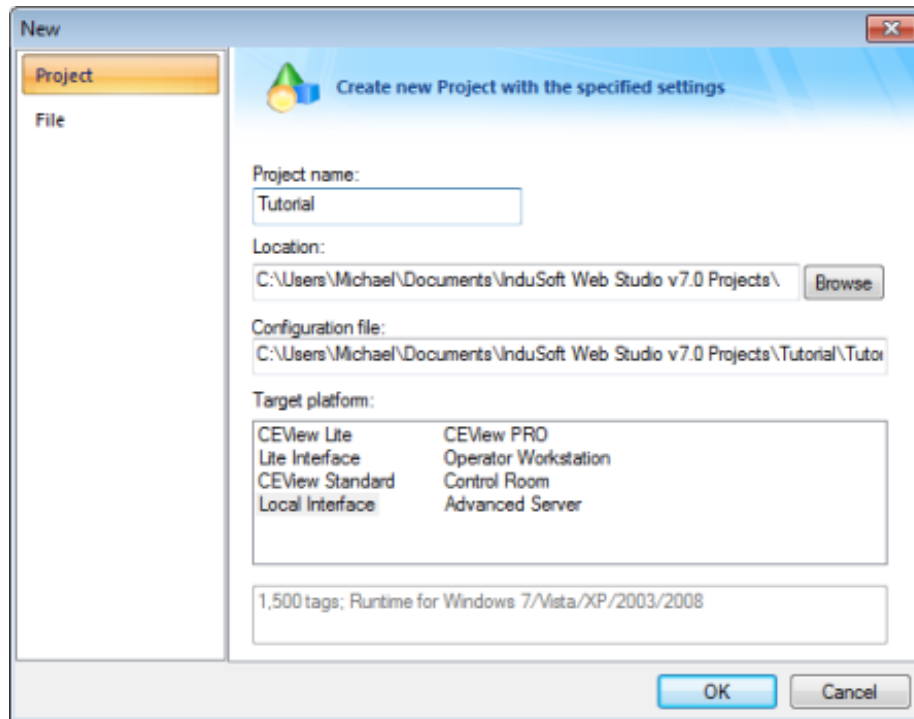 New
Project
File
Create new Project with the specified settings
Project name:
Tutorial
Location:
C:\Users\Michael\Documents\InduSoft Web Studio v7.0 Projects\
Browse
Configuration file:
C:\Users\Michael\Documents\InduSoft Web Studio v7.0 Projects\Tutorial\Tutor
Target platform:
CEView Lite CEView PRO
Lite Interface Operator Workstation
CEView Standard Control Room
Local Interface Advanced Server
1,500 tags; Runtime for Windows 7/Vista/XP/2003/2008
OK Cancel